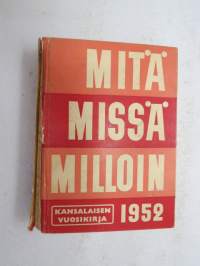 MITÄ
MISSÄ
MILLOIN
KANSALAISEN
VUOSIKIRJA
1952